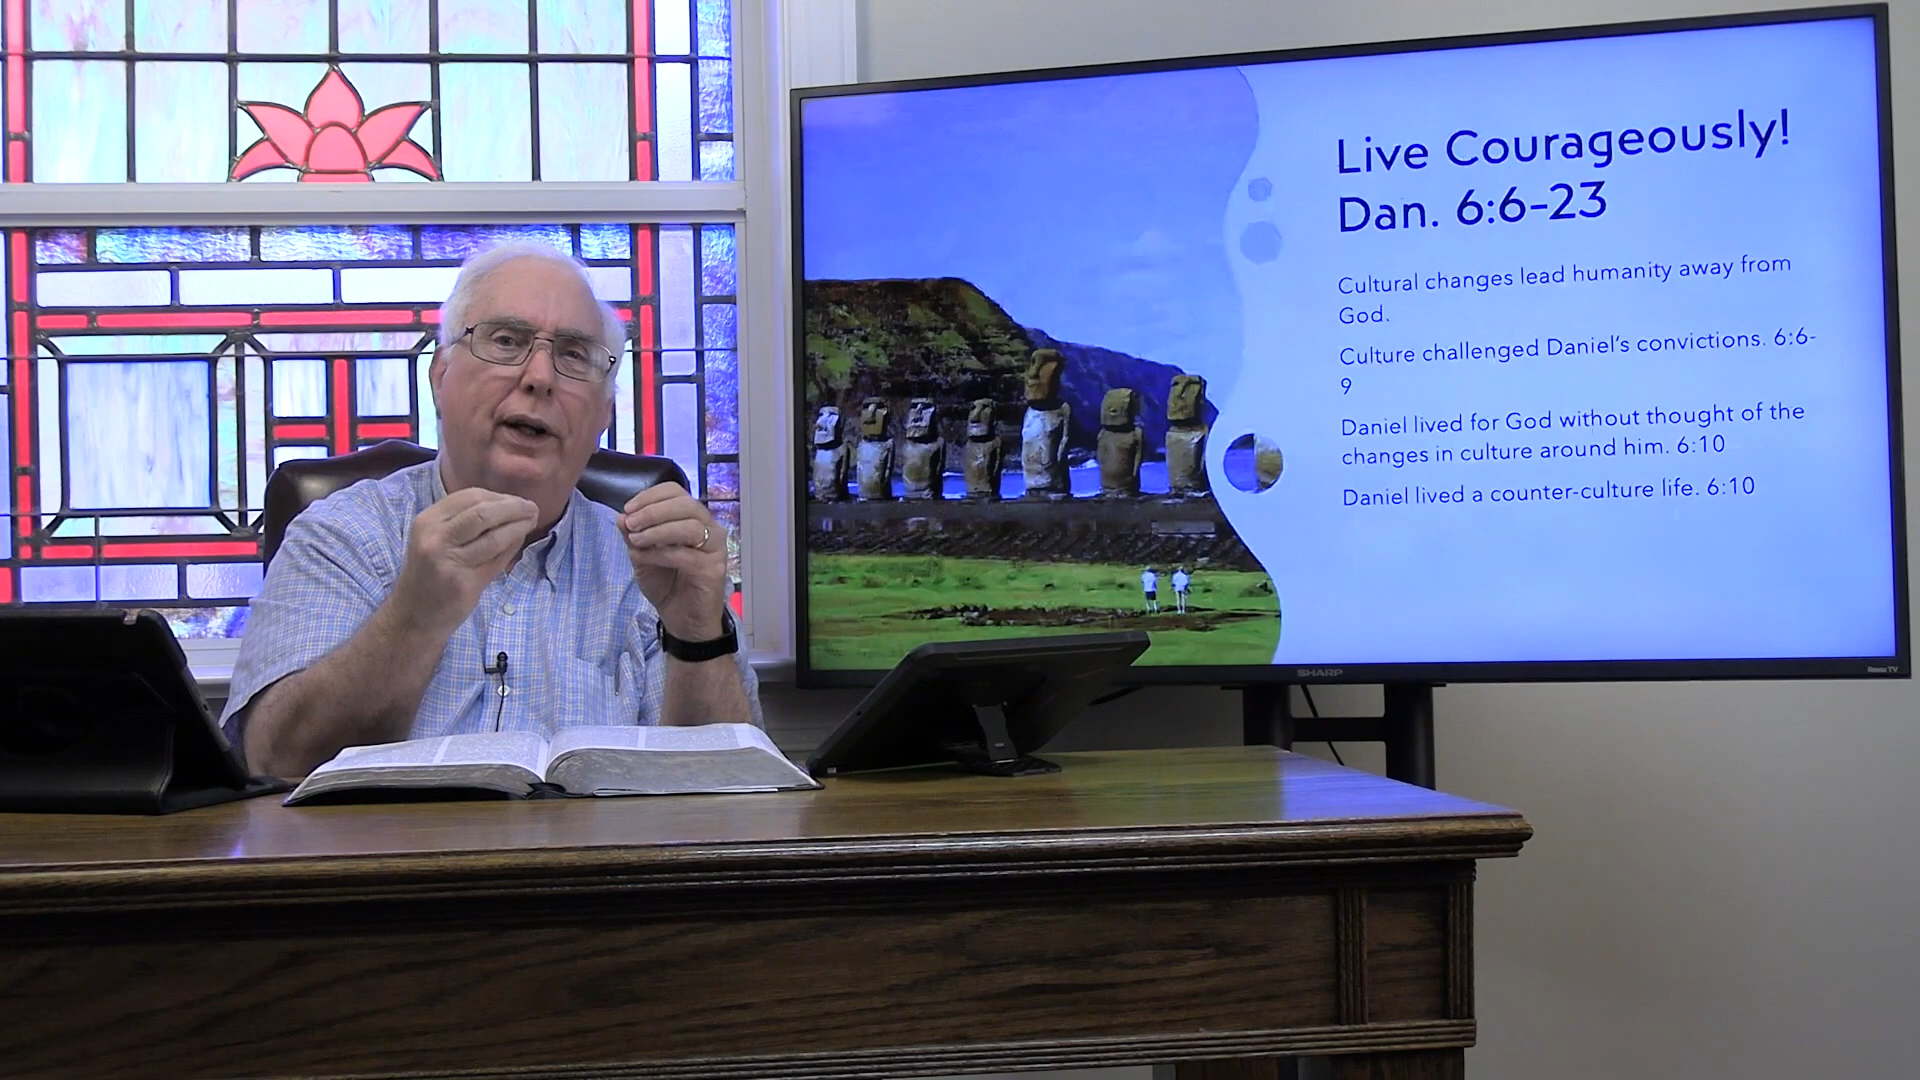 Live Courageously!
Dan. 6:6-23
Cultural changes lead humanity away from
God.
Culture challenged Daniel's convictions. 6:6-
9
Daniel lived for God without thought of the
changes in culture around him. 6:10
Daniel lived a counter-culture life. 6:10
SHARP
Roku TV